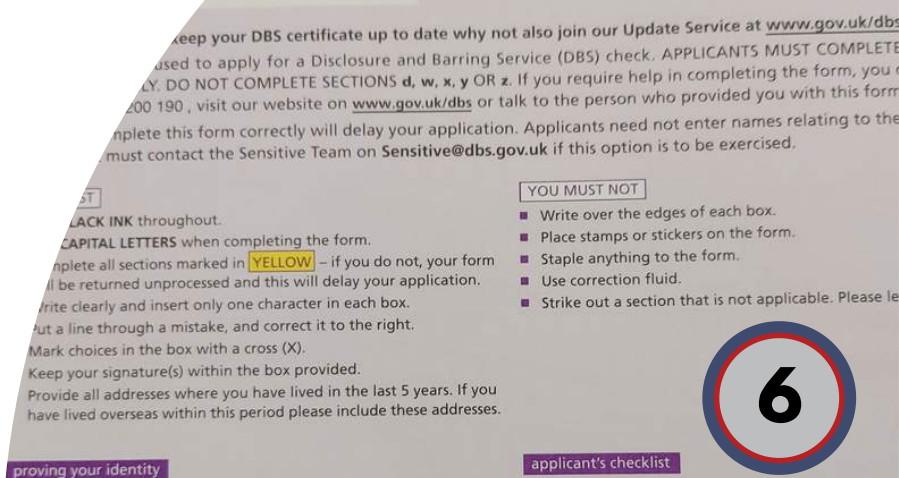 keep your DBS certificate up to date why not also join our Update Service at www.gov.uk/dbs
used to apply for a Disclosure and Barring Service (DBS) check. APPLICANTS MUST COMPLETE
LY. DO NOT COMPLETE SECTIONS d, w, x, y OR z. If you require help in completing the form, you
200 190 , visit our website on www.gov.uk/dbs or talk to the person who provided you with this form
mplete this form correctly will delay your application. Applicants need not enter names relating to the
must contact the Sensitive Team on Sensitive@dbs.gov.uk if this option is to be exercised.
ST
LACK INK throughout.
CAPITAL LETTERS when completing the form.
mplete all sections marked in YELLOW – if you do not, your form
ll be returned unprocessed and this will delay your application.
Write clearly and insert only one character in each box.
Put a line through a mistake, and correct it to the right.
Mark choices in the box with a cross (X).
Keep your signature(s) within the box provided.
Provide all addresses where you have lived in the last 5 years. If you
have lived overseas within this period please include these addresses.
YOU MUST NOT
Write over the edges of each box.
Place stamps or stickers on the form.
Staple anything to the form.
Use correction fluid.
Strike out a section that is not applicable. Please le
6
proving your identity
applicant's checklist